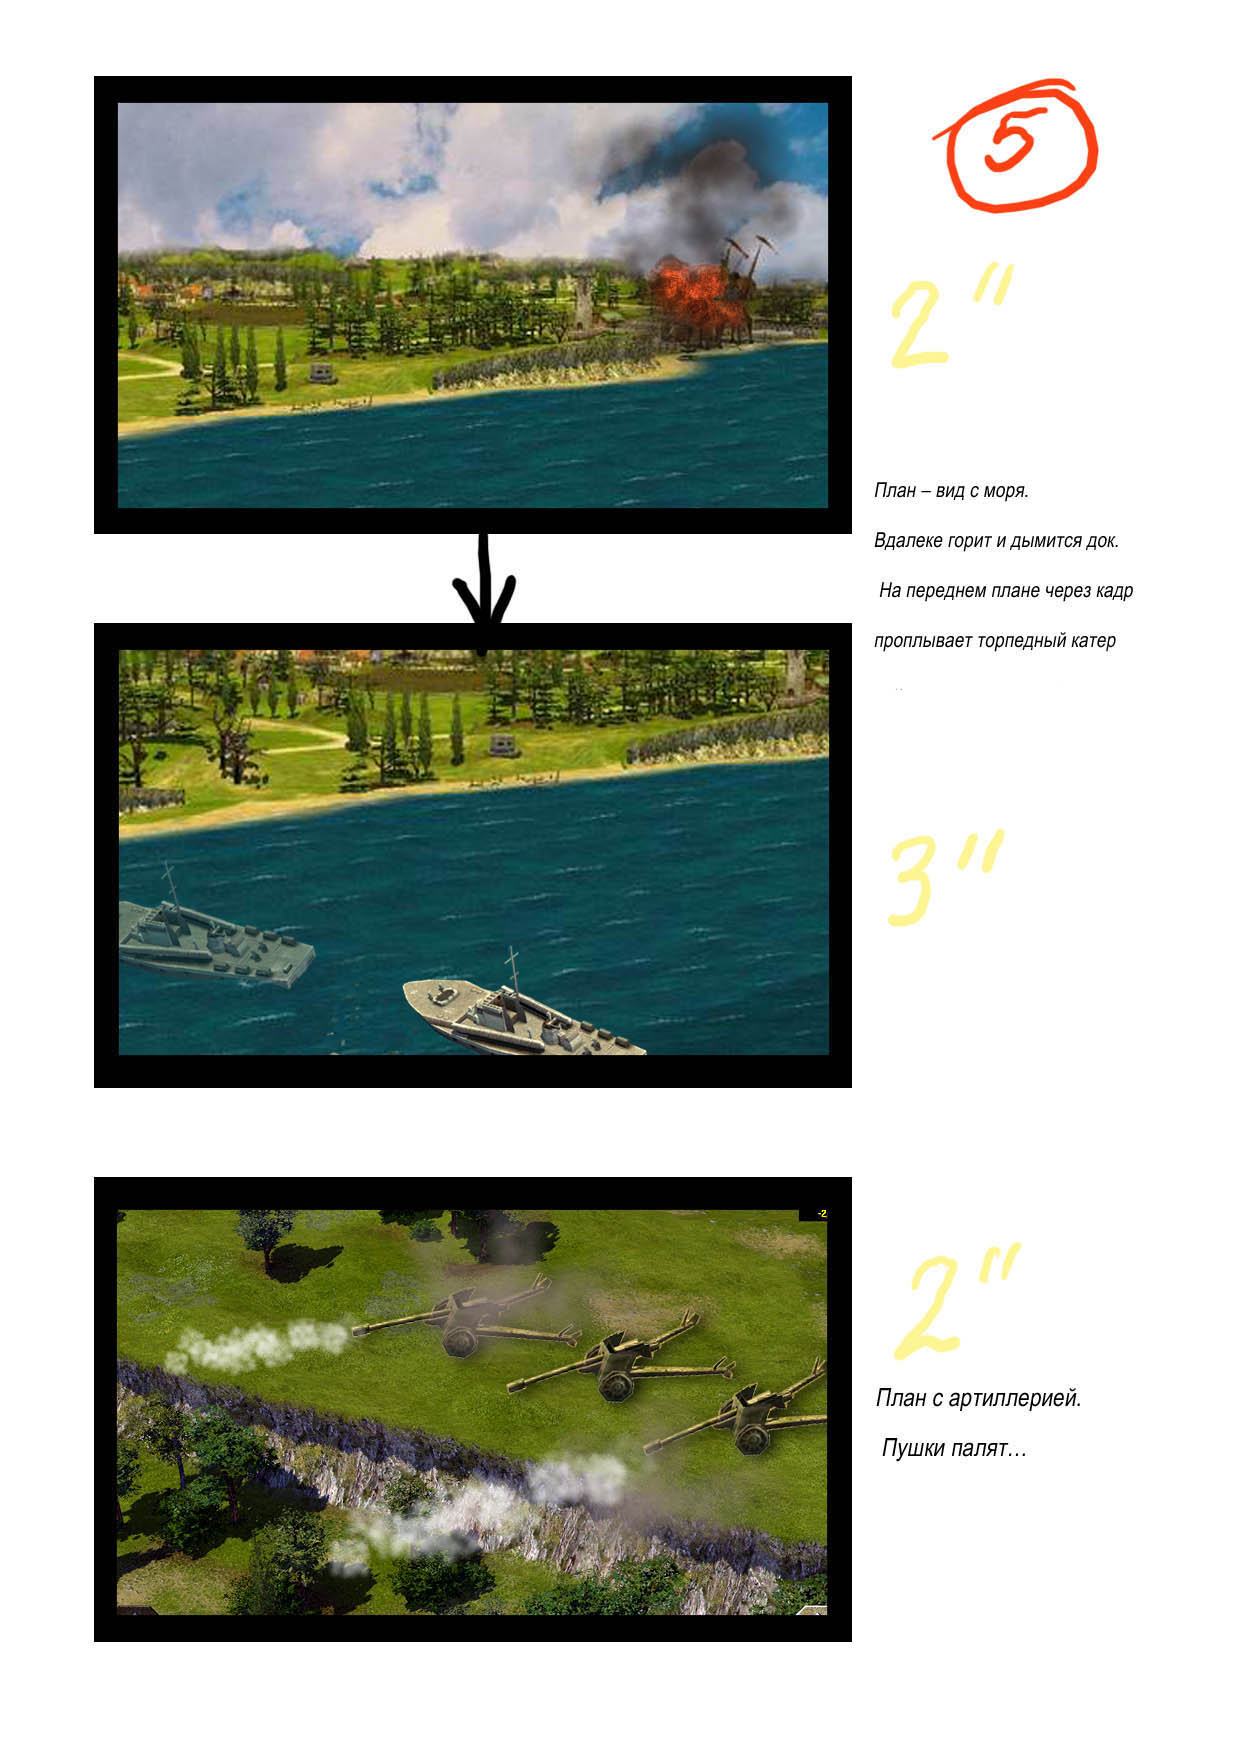 5
2"
План – вид с моря.
Вдалеке горит и дымится док.
На переднем плане через кадр
проплывает торпедный катер
3"
-2
2"
План с артиллерией.
Пушки палят...